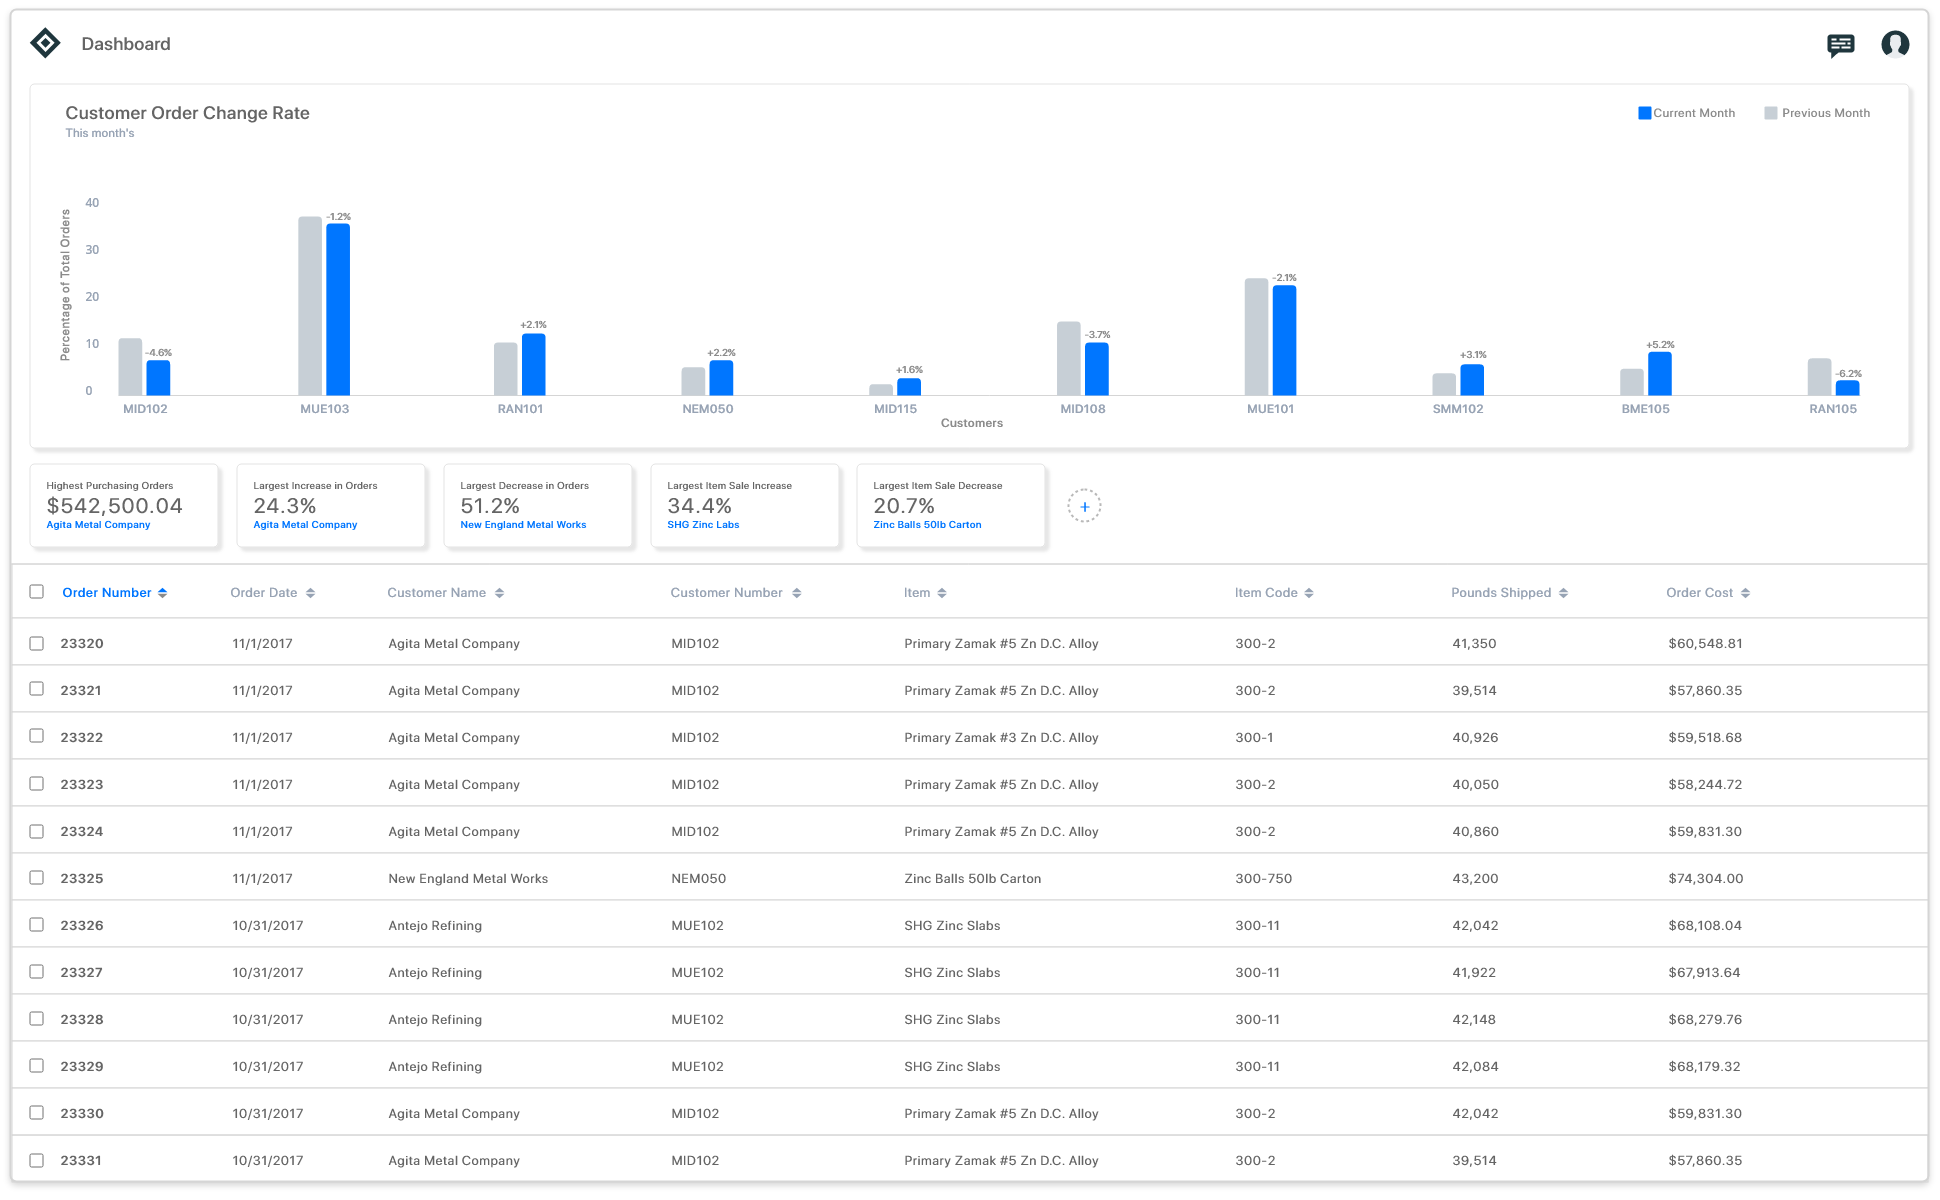 Dashboard
Customer Order Change Rate
This month's
Current Month
Previous Month
Percentage of Total Orders
40
30
20
10
0
-4.6%
-1.2%
+2.1%
+2.2%
+1.6%
-3.7%
-2.1%
+3.1%
+5.2%
-6.2%
MID102 MUE103 RAN101 NEM050 MID115 MID108 MUE101 SMM102 BME105 RAN105
Customers
Highest Purchasing Orders
$542,500.04
Agita Metal Company
Largest Increase in Orders
24.3%
Agita Metal Company
Largest Decrease in Orders
51.2%
New England Metal Works
Largest Item Sale Increase
34.4%
SHG Zinc Labs
Largest Item Sale Decrease
20.7%
Zinc Balls 50lb Carton
+
Order Number Order Date Customer Name Customer Number Item Item Code Pounds Shipped Order Cost
23320 11/1/2017 Agita Metal Company MID102 Primary Zamak #5 Zn D.C. Alloy 300-2 41,350 $60,548.81
23321 11/1/2017 Agita Metal Company MID102 Primary Zamak #5 Zn D.C. Alloy 300-2 39,514 $57,860.35
23322 11/1/2017 Agita Metal Company MID102 Primary Zamak #3 Zn D.C. Alloy 300-1 40,926 $59,518.68
23323 11/1/2017 Agita Metal Company MID102 Primary Zamak #5 Zn D.C. Alloy 300-2 40,050 $58,244.72
23324 11/1/2017 Agita Metal Company MID102 Primary Zamak #5 Zn D.C. Alloy 300-2 40,860 $59,831.30
23325 11/1/2017 New England Metal Works NEM050 Zinc Balls 50lb Carton 300-750 43,200 $74,304.00
23326 10/31/2017 Antejo Refining MUE102 SHG Zinc Slabs 300-11 42,042 $68,108.04
23327 10/31/2017 Antejo Refining MUE102 SHG Zinc Slabs 300-11 41,922 $67,913.64
23328 10/31/2017 Antejo Refining MUE102 SHG Zinc Slabs 300-11 42,148 $68,279.76
23329 10/31/2017 Antejo Refining MUE102 SHG Zinc Slabs 300-11 42,084 $68,179.32
23330 10/31/2017 Agita Metal Company MID102 Primary Zamak #5 Zn D.C. Alloy 300-2 42,042 $59,831.30
23331 10/31/2017 Agita Metal Company MID102 Primary Zamak #5 Zn D.C. Alloy 300-2 39,514 $57,860.35